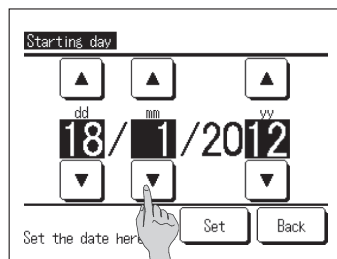 Starting day
dd mm yy
18/ 1/2012
Set the date here
Set Back